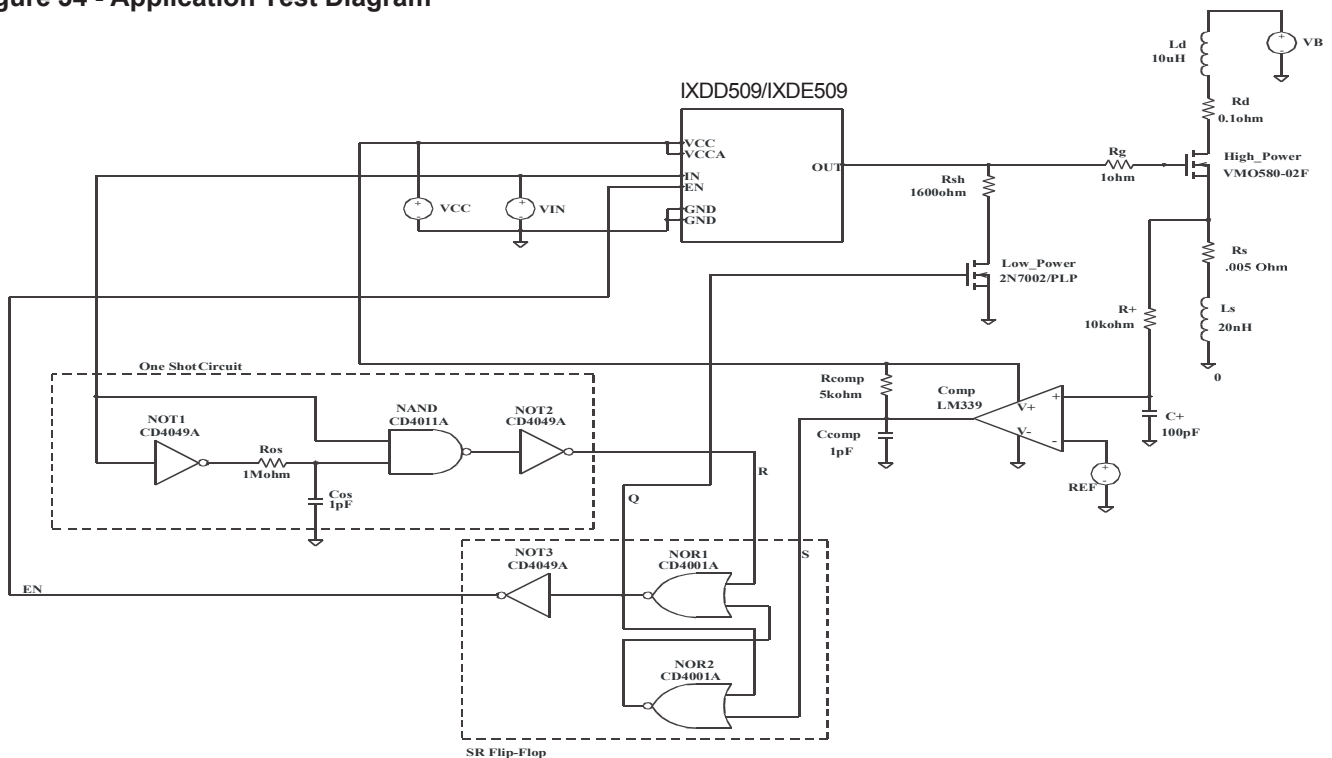 gure 34 - Application Test Diagram
Ld
10uH
VB
+
-
Rd
0.1ohm
IXDD509/IXDE509
VCC
VCCA
IN
EN
GND
GND
OUT
Rg
1ohm
High_Power
VMO580-02F
Rsh
1600ohm
+
-
VCC
+
-
VIN
Low_Power
2N7002/PLP
Rs
.005 Ohm
R+
10kohm
Ls
20nH
0
One ShotCircuit
NOT1
CD4049A
Ros
1Mohm
Cos
1pF
NAND
CD4011A
NOT2
CD4049A
Rcomp
5kohm
Ccomp
1pF
Comp
LM339
V+
V-
+
-
C+
100pF
+
-
REF
R
Q
S
EN
NOT3
CD4049A
NOR1
CD4001A
NOR2
CD4001A
SR Flip-Flop